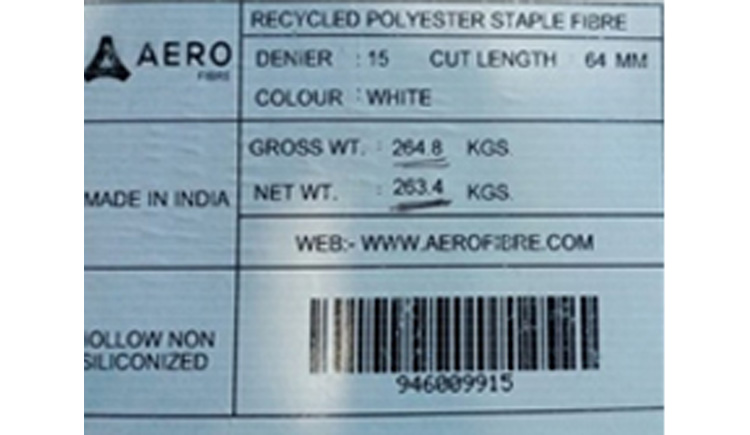 RECYCLED POLYESTER STAPLE FIBRE
AERO
FIBRE
DENIER : 15 CUT LENGTH : 64 MM
COLOUR : WHITE
GROSS WT. : 264.8 KGS.
MADE IN INDIA
NET WT. : 263.4 KGS.
WEB:- WWW.AEROFIBRE.COM
OLLOW NON
SILICONIZED
946009915